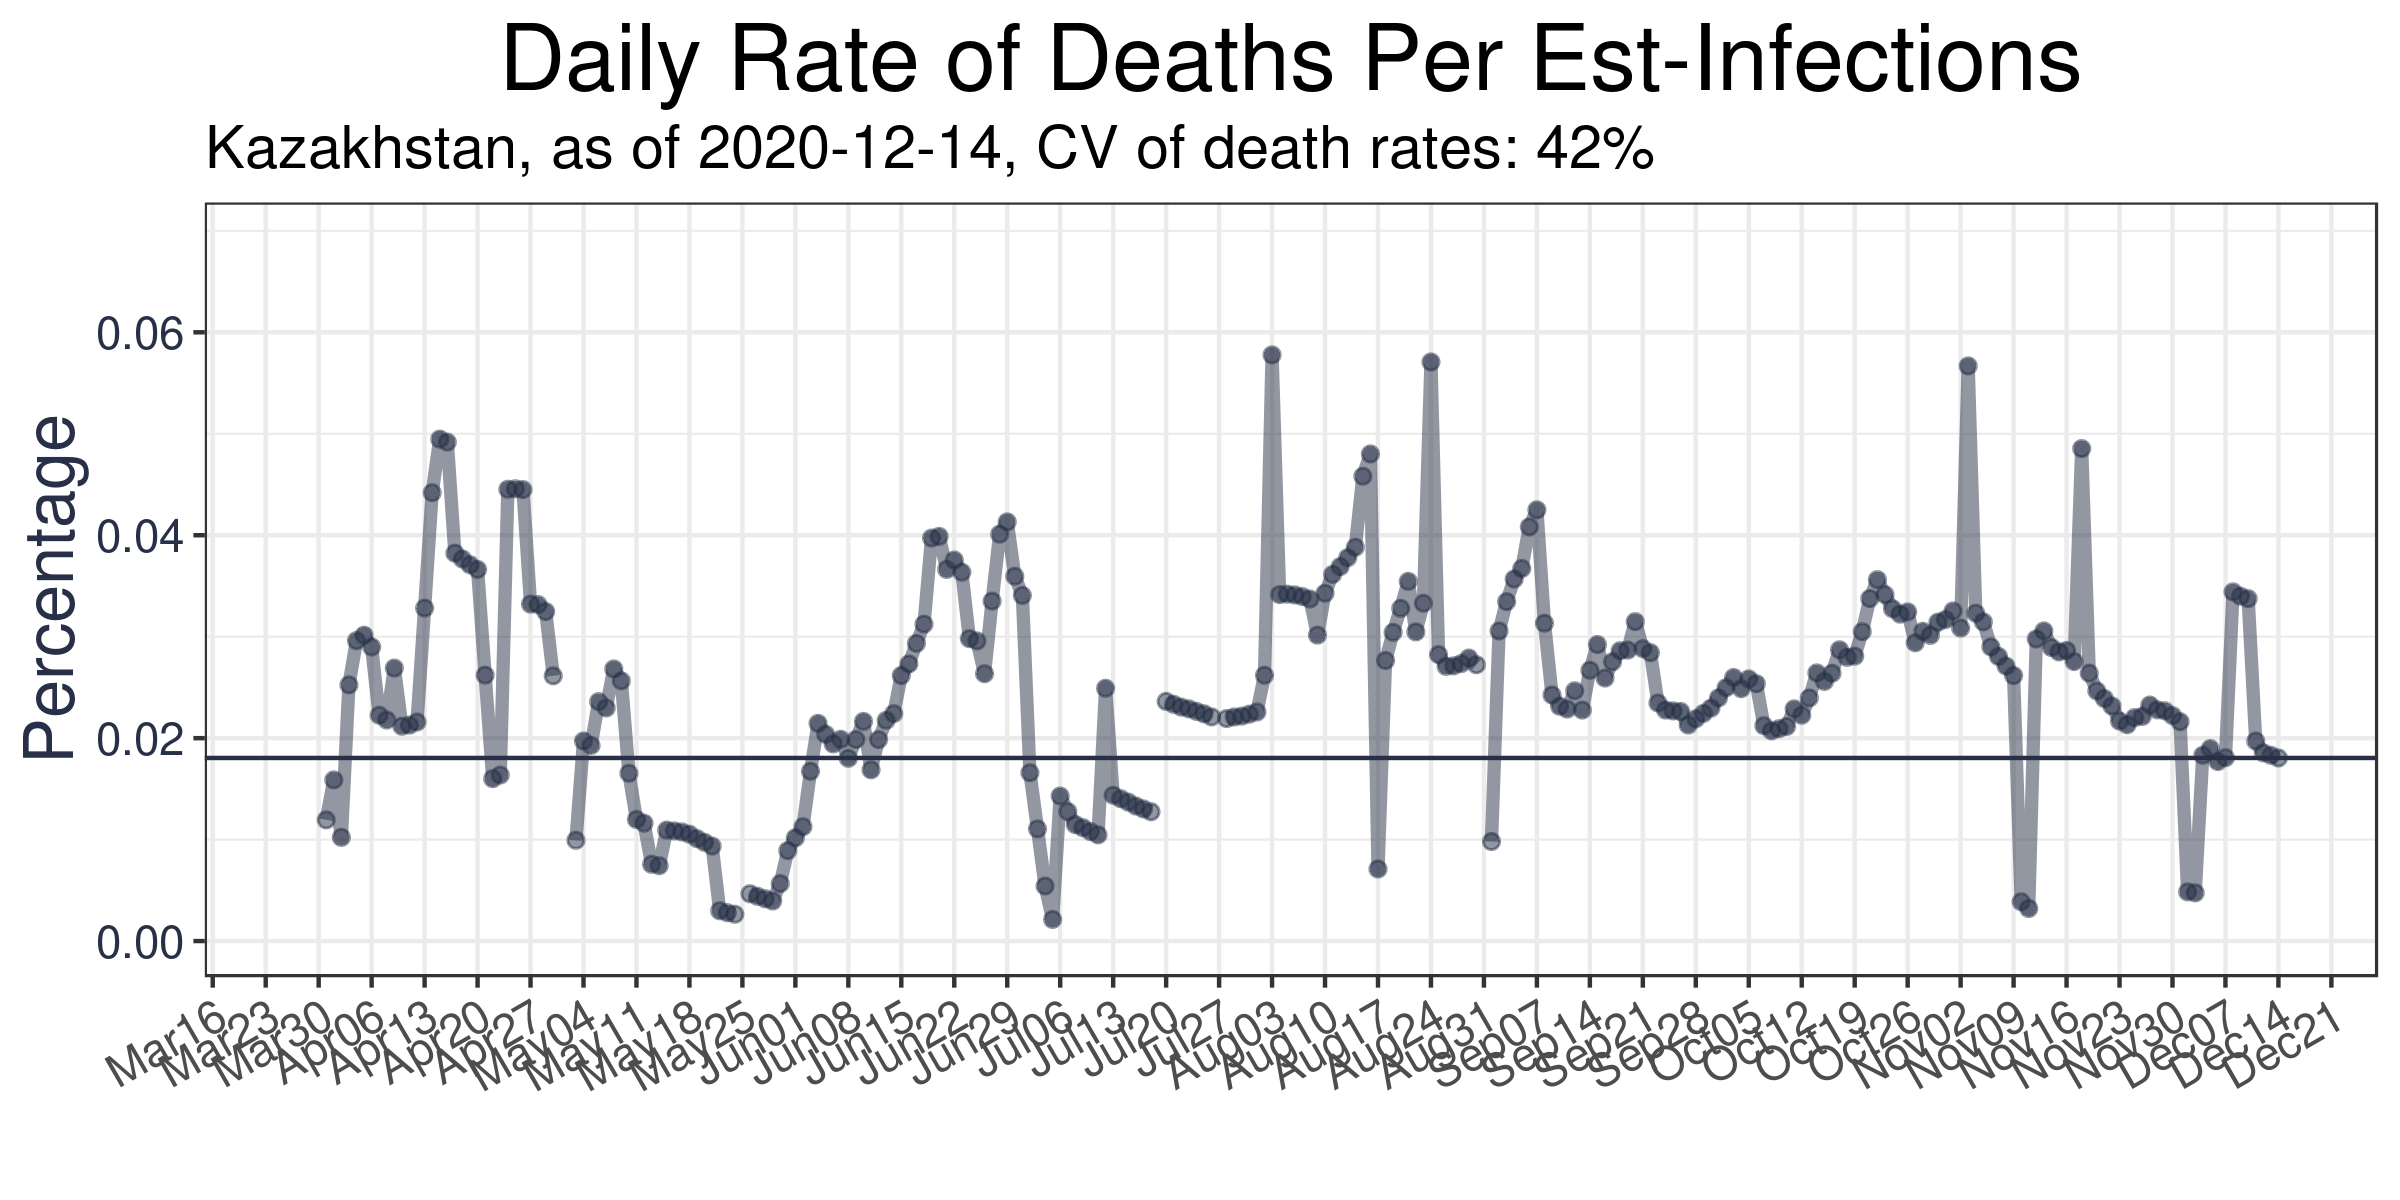 Daily Rate of Deaths Per Est-Infections
Kazakhstan, as of 2020-12-14, CV of death rates: 42%
Percentage
0.06
0.04
0.02
0.00
Mar16
Mar23
Mar30
Apr06
Apr13
Apr20
Apr27
May04
May11
May18
May25
Jun01
Jun08
Jun15
Jun22
Jun29
Jul06
Jul13
Jul20
Jul27
Aug03
Aug10
Aug17
Aug24
Aug31
Sep07
Sep14
Sep21
Sep28
Oct05
Oct12
Oct19
Oct26
Nov02
Nov09
Nov16
Nov23
Nov30
Dec07
Dec14
Dec21